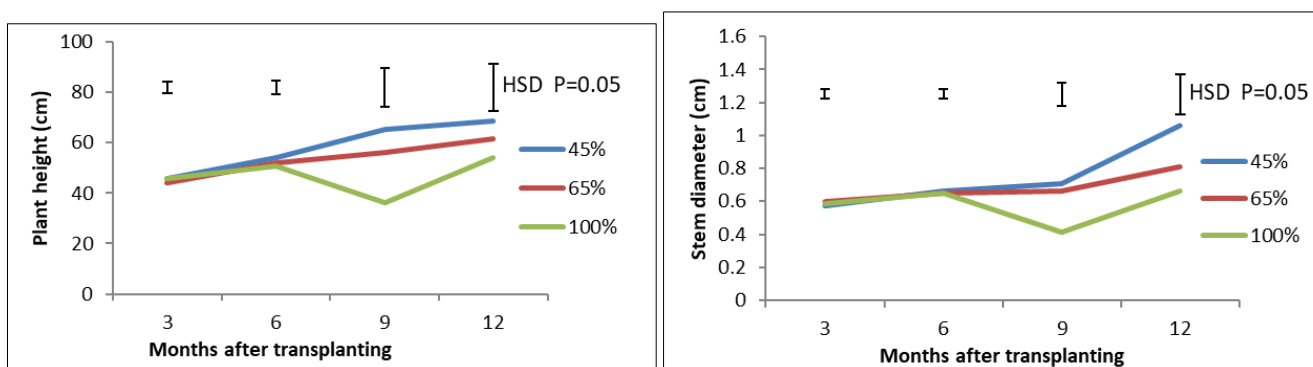 100
80
60
40
20
0
Plant height (cm)
HSD P=0.05
45%
65%
100%
3 6 9 12
Months after transplanting
1.6
1.4
1.2
1
0.8
0.6
0.4
0.2
0
Stem diameter (cm)
HSD P=0.05
45%
65%
100%
3 6 9 12
Months after transplanting